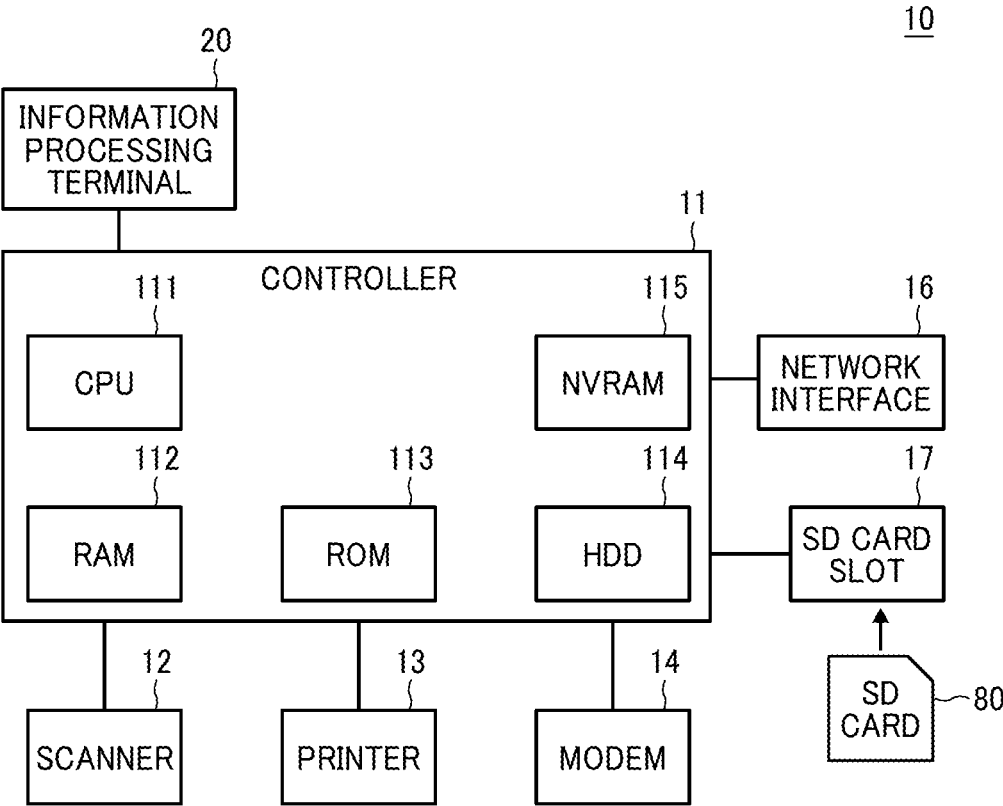 10
20
INFORMATION
PROCESSING
TERMINAL
11
CONTROLLER
111
CPU
115
NVRAM
16
NETWORK
INTERFACE
112
RAM
113
ROM
114
HDD
17
SD CARD
SLOT
12
SCANNER
13
PRINTER
14
MODEM
SD
CARD
80